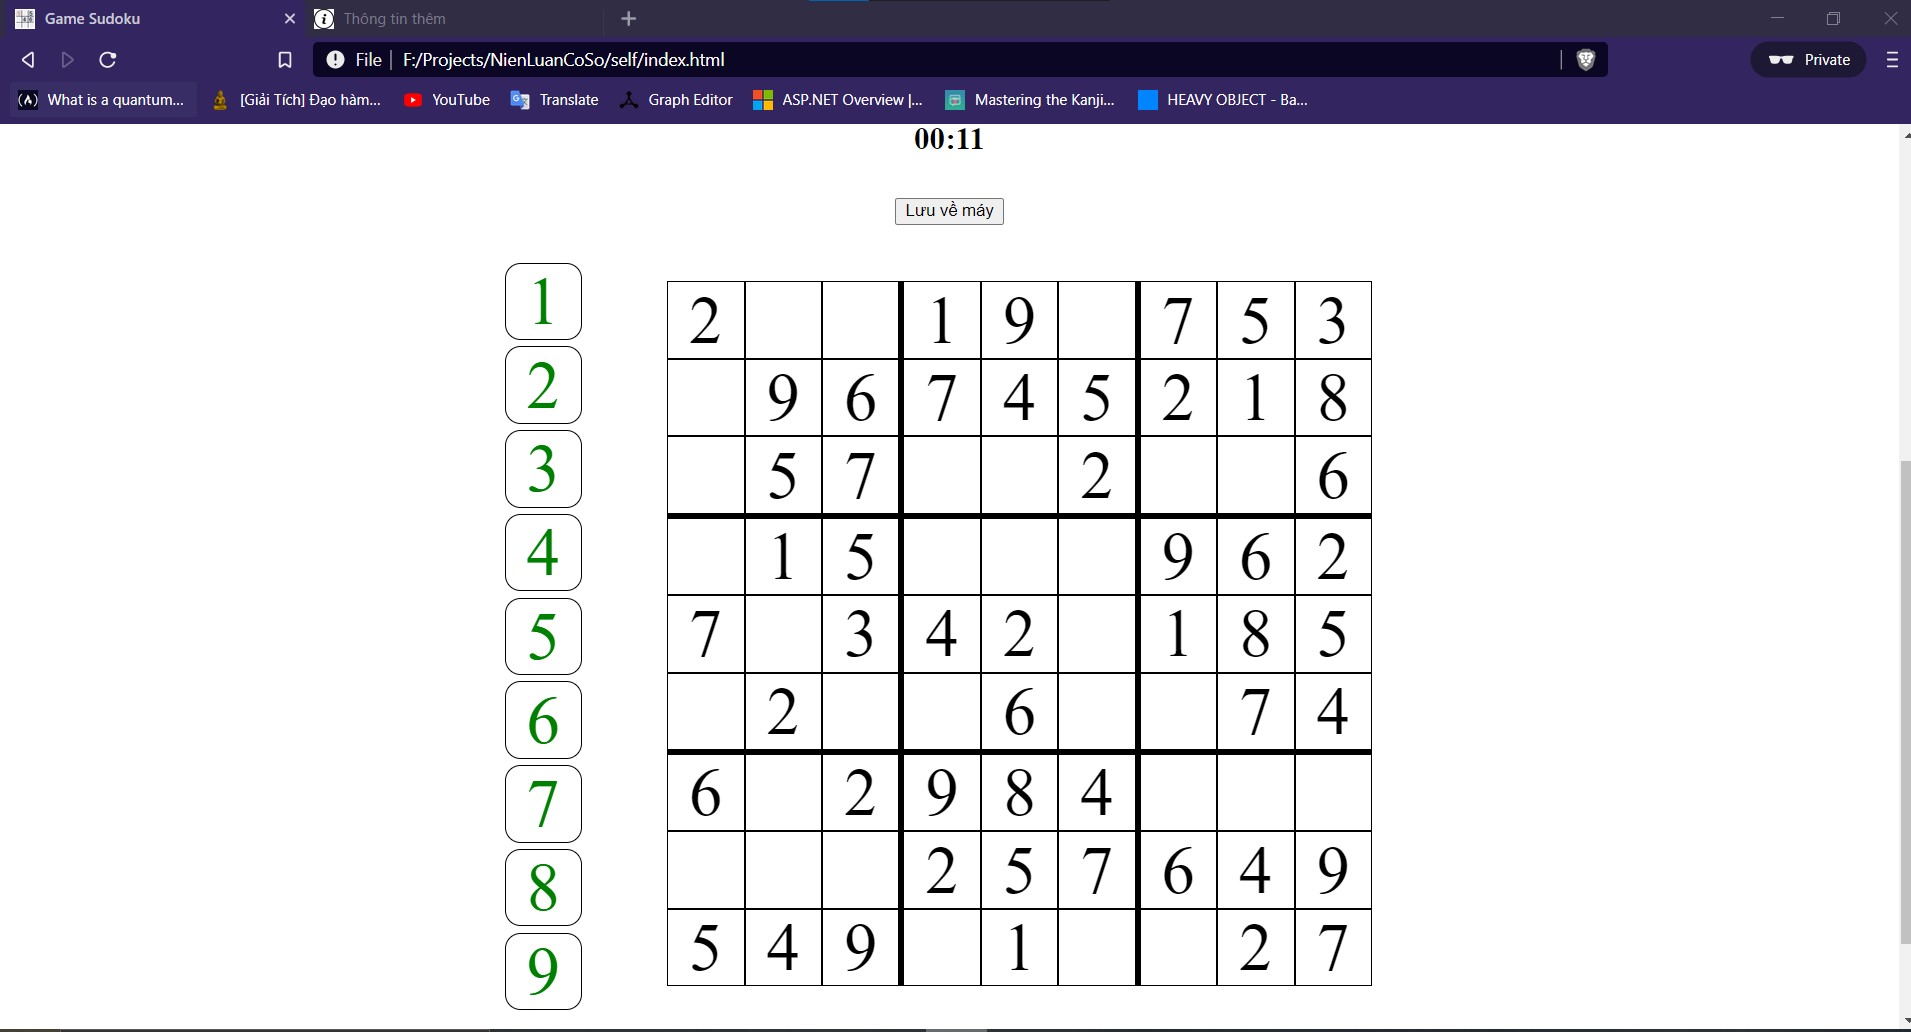 Game Sudoku
Thông tin thêm
File | F:/Projects/NienLuanCoSo/self/index.html
Private
What is a quantum...
[Giải Tích] Đạo hàm...
YouTube
Translate
Graph Editor
ASP.NET Overview |...
Mastering the Kanji...
HEAVY OBJECT - Ba...
00:11
Lưu về máy
1
2
3
4
5
6
7
8
9
2 1 9 7 5 3
9 6 7 4 5 2 1 8
5 7 2 6
1 5 9 6 2
7 3 4 2 1 8 5
2 6 7 4
6 2 9 8 4
2 5 7 6 4 9
5 4 9 1 2 7